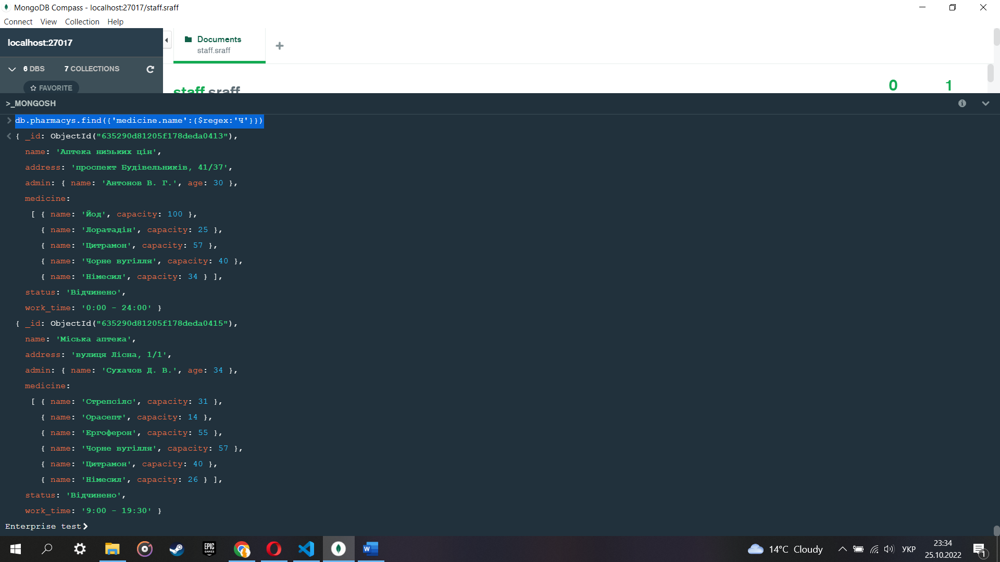 MongoDB Compass - localhost:27017/staff.sraff
Connect View Collection Help
localhost:27017
Documents
staff.sraff
6 DBS 7 COLLECTIONS
FAVORITE
staff.sraff
0 1
>_MONGOSH
db.pharmacys.find({'medicine.name':{$regex:'Ч'}})
{ _id: ObjectId("635290d81205f178deda0413"),
name: 'Аптека низьких цін',
address: 'проспект Будівельників, 41/37',
admin: { name: 'Антонов В. Г.', age: 30 },
medicine:
[ { name: 'Йод', capacity: 100 },
{ name: 'Лоратадін', capacity: 25 },
{ name: 'Цитрамон', capacity: 57 },
{ name: 'Чорне вугілля', capacity: 40 },
{ name: 'Німесил', capacity: 34 } ],
status: 'Відчинено',
work_time: '0:00 - 24:00' }
{ _id: ObjectId("635290d81205f178deda0415"),
name: 'Міська аптека',
address: 'вулиця Лісна, 1/1',
admin: { name: 'Сухачов Д. В.', age: 34 },
medicine:
[ { name: 'Стрепсілс', capacity: 31 },
{ name: 'Орасепт', capacity: 14 },
{ name: 'Ергоферон', capacity: 55 },
{ name: 'Чорне вугілля', capacity: 57 },
{ name: 'Цитрамон', capacity: 40 },
{ name: 'Німесил', capacity: 26 } ],
status: 'Відчинено',
work_time: '9:00 - 19:30' }
Enterprise test>
EPIC
GAMES
W
14°C Cloudy
УКР
23:34
25.10.2022
1